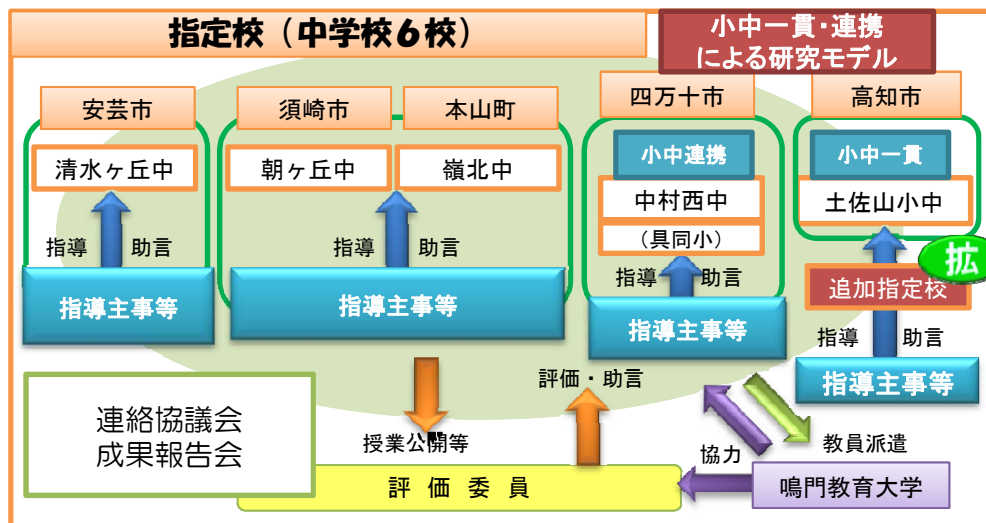 指定校（中学校６校）
小中一貫・連携
による研究モデル
安芸市
須崎市
本山町
四万十市
高知市
清水ヶ丘中
朝ヶ丘中
嶺北中
小中連携
中村西中
（具同小）
小中一貫
土佐山小中
拡
追加指定校
指導 助言
指導 助言
指導 助言
指導 助言
指導主事等
指導主事等
指導主事等
指導主事等
連絡協議会
成果報告会
授業公開等
評価・助言
協力
教員派遣
評価委員
鳴門教育大学